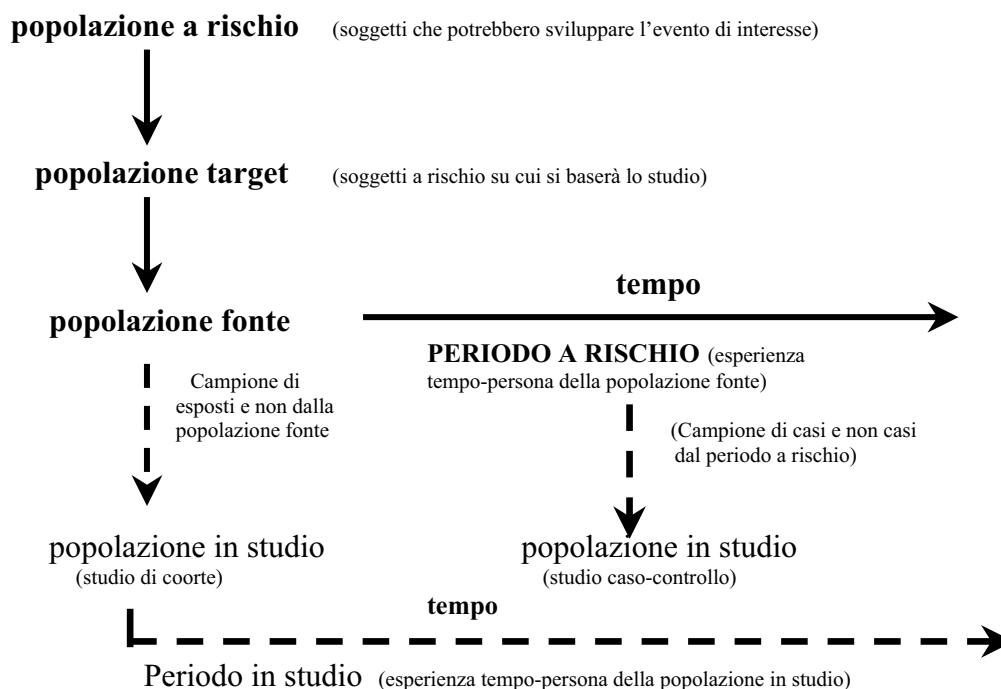 popolazione a rischio (soggetti che potrebbero sviluppare l’evento di interesse)
popolazione target (soggetti a rischio su cui si baserà lo studio)
tempo
popolazione fonte
PERIODO A RISCHIO (esperienza
tempo-persona della popolazione fonte)
Campione di
esposti e non dalla
popolazione fonte
(Campione di casi e non casi
dal periodo a rischio)
popolazione in studio
(studio di coorte)
popolazione in studio
(studio caso-controllo)
tempo
Periodo in studio (esperienza tempo-persona della popolazione in studio)